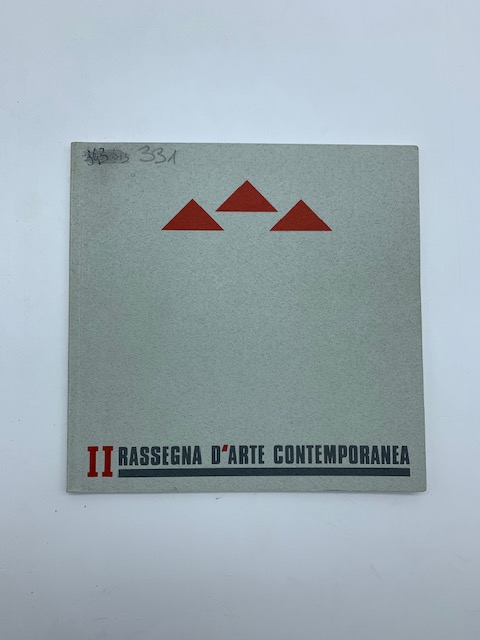 331
II RASSEGNA D'ARTE CONTEMPORANEA